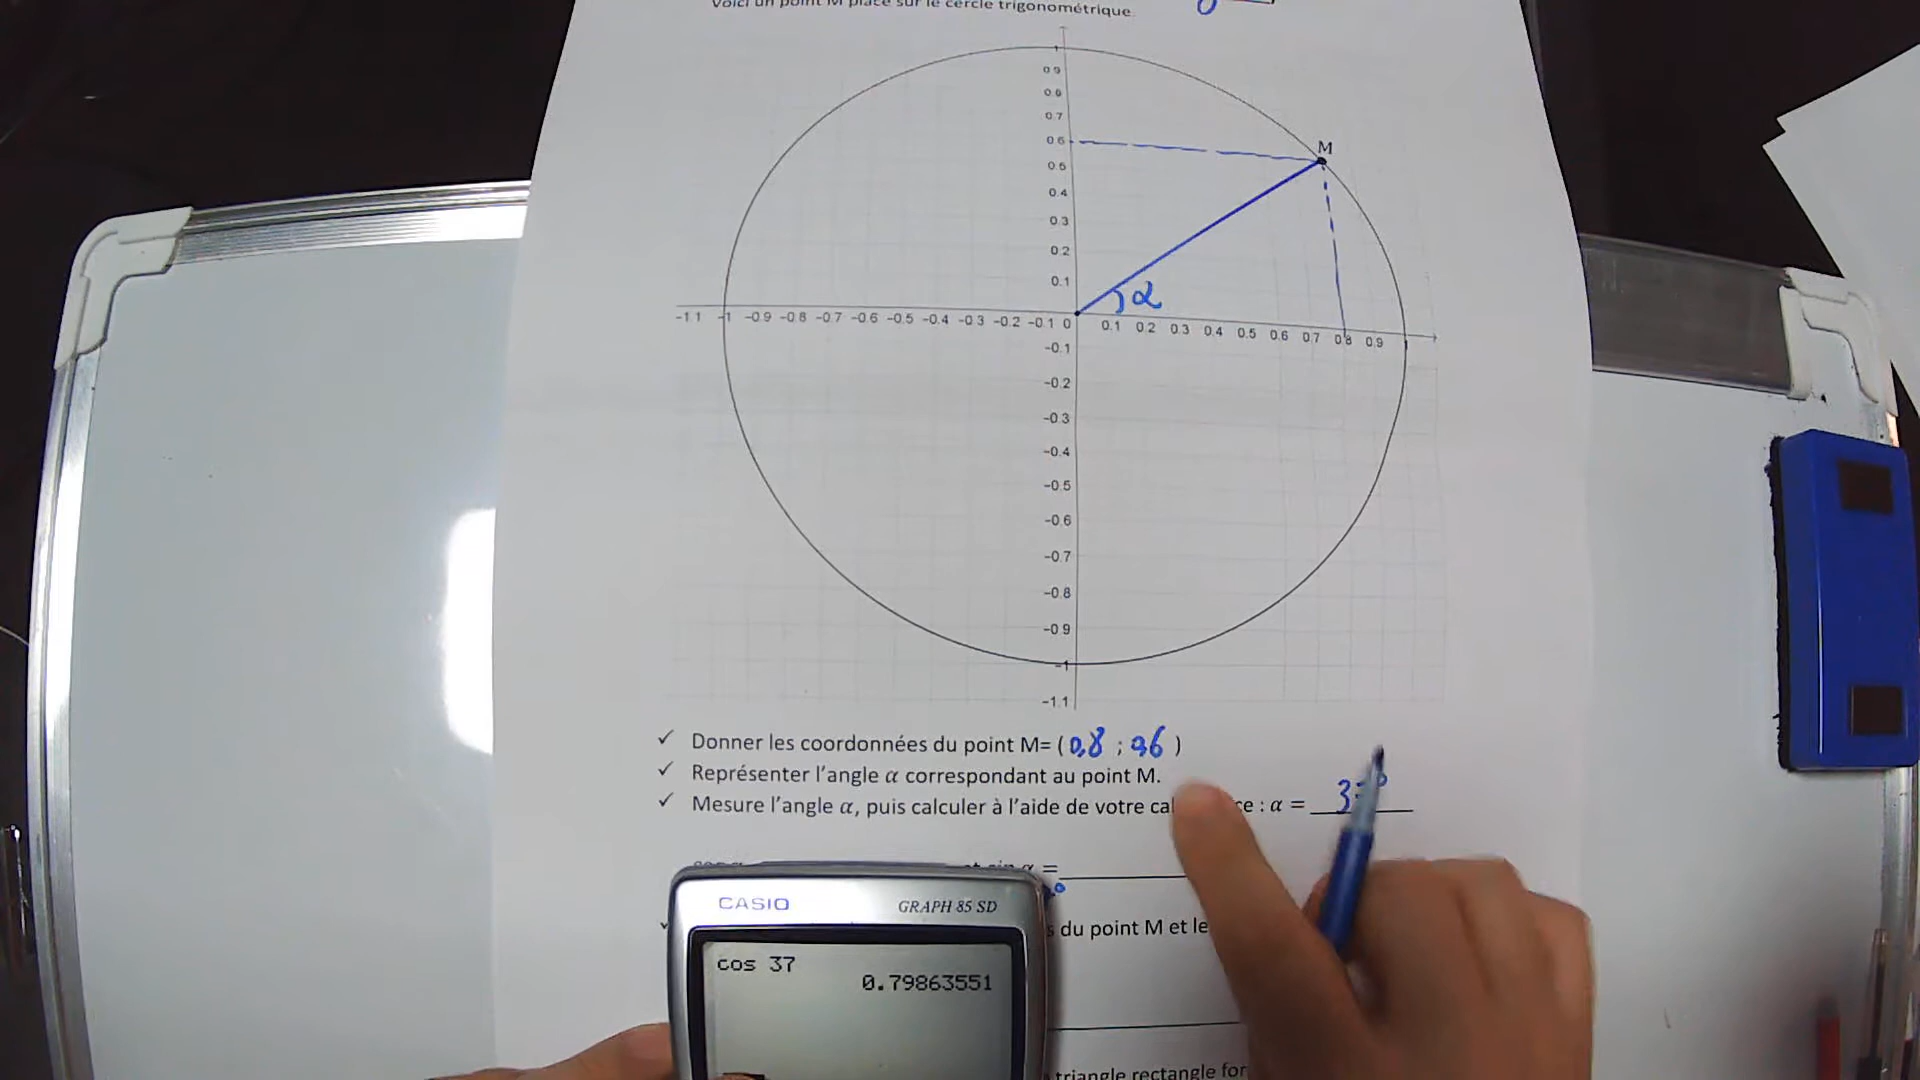 Voici un point M placé sur le cercle trigonométrique.
1
0.9
0.8
0.7
0.6
0.5
0.4
0.3
0.2
0.1
M
α
-1.1 -1 -0.9 -0.8 -0.7 -0.6 -0.5 -0.4 -0.3 -0.2 -0.1 0 0.1 0.2 0.3 0.4 0.5 0.6 0.7 0.8 0.9 1
-0.1
-0.2
-0.3
-0.4
-0.5
-0.6
-0.7
-0.8
-0.9
-1
-1.1
✓ Donner les coordonnées du point M= ( 0,8 ; 0,6 )
✓ Représenter l'angle α correspondant au point M.
✓ Mesure l'angle α, puis calculer à l'aide de votre : α =
α =
CASIO GRAPH 85 SD
du point M et
cos 37
0.79863551
triangle rectangle